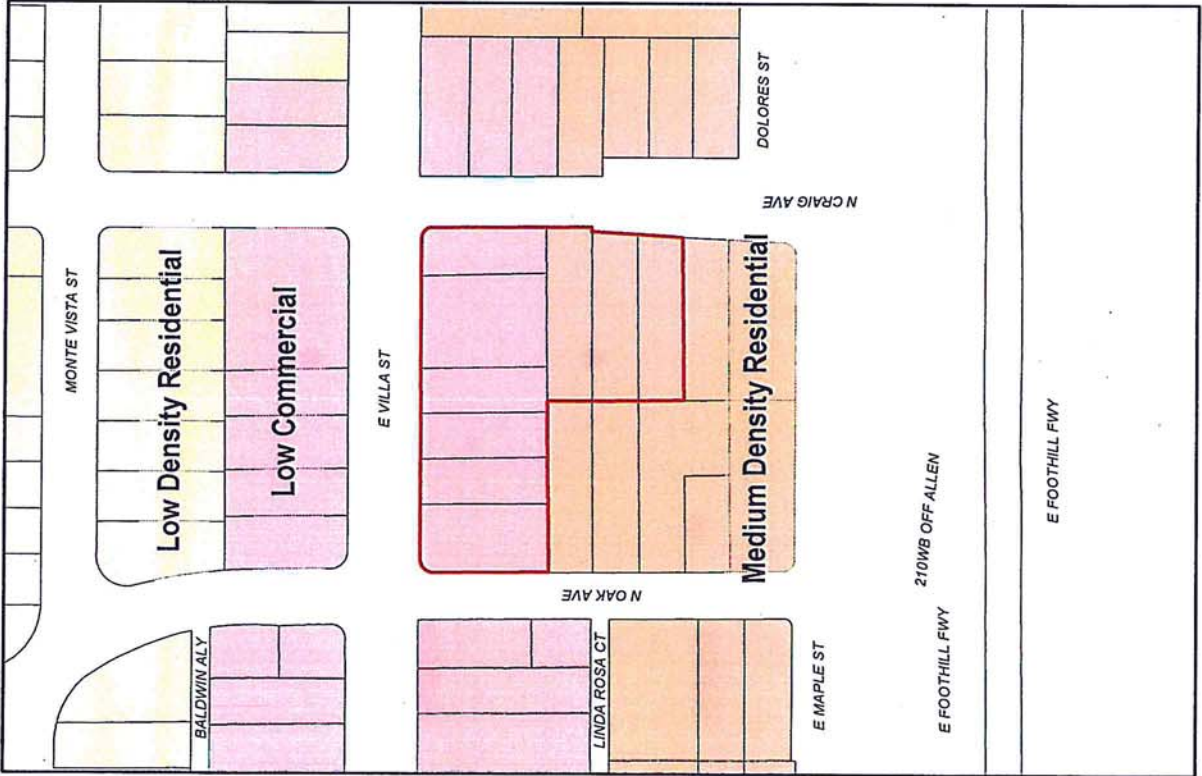 MONTE VISTA ST
Low Density Residential
Low Commercial
BALDWIN ALY
E VILLA ST
DOLORES ST
N CRAIG AVE
N OAK AVE
LINDA ROSA CT
Medium Density Residential
E MAPLE ST
210WB OFF ALLEN
E FOOTHILL FWY
E FOOTHILL FWY